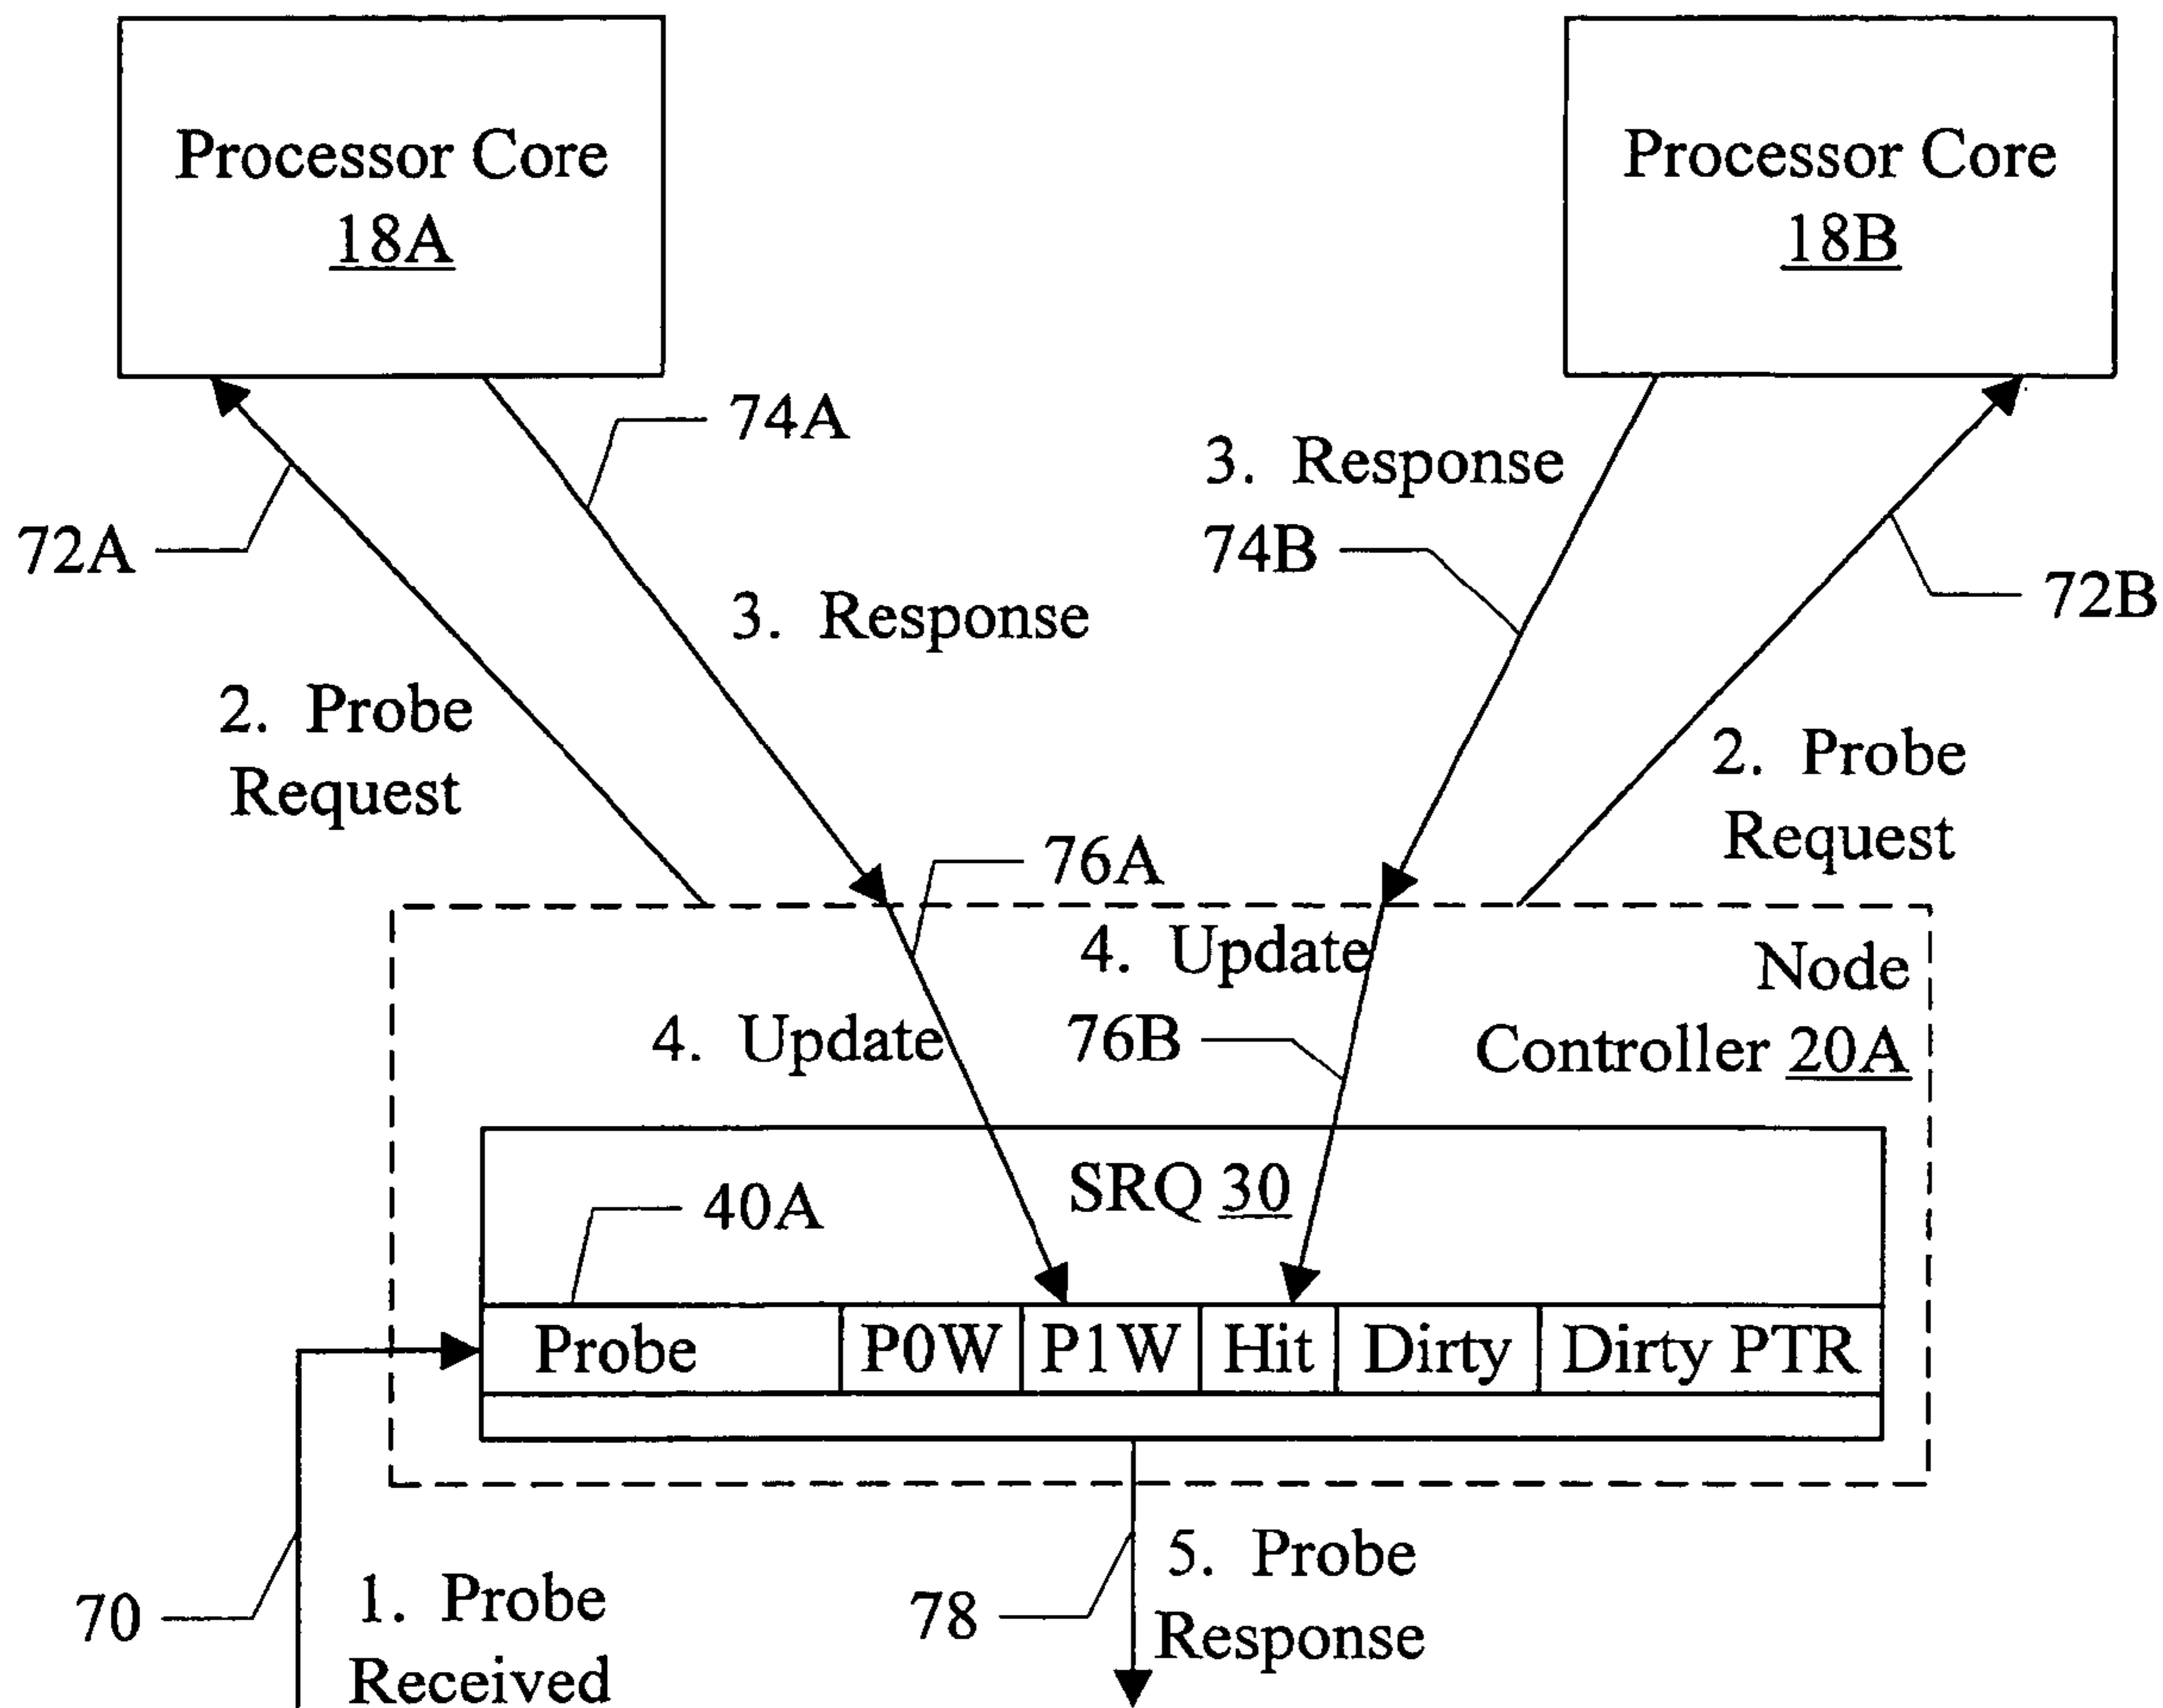 Processor Core
18A
Processor Core
18B
74A
3. Response
72A
74B
72B
3. Response
2. Probe
Request
2. Probe
Request
76A
4. Update
Node
4. Update
76B
Controller 20A
SRQ 30
40A
Probe
P0W
P1W
Hit
Dirty
Dirty PTR
70
1. Probe
Received
78
5. Probe
Response